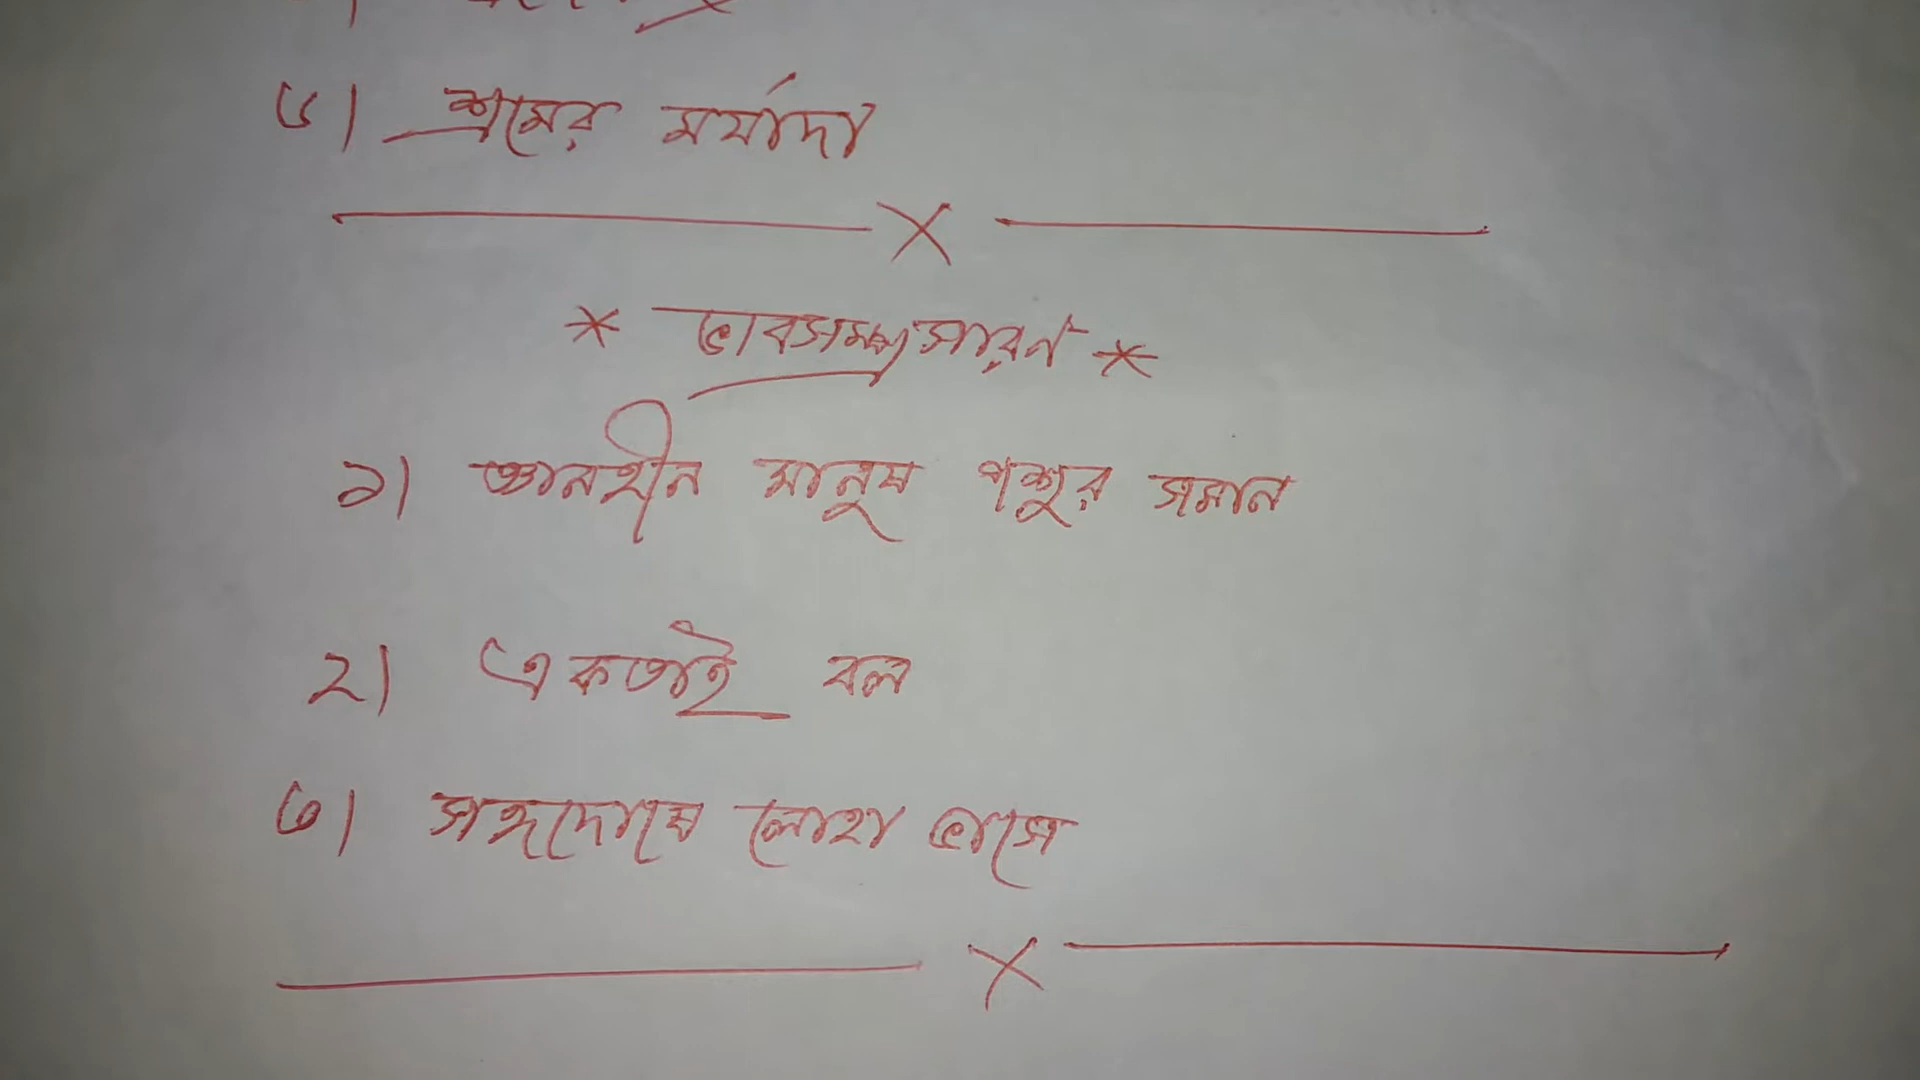 ৬। শ্রমের মর্যাদা
X
* ভাবসম্প্রসারণ *
১। জ্ঞানহীন মানুষ পশুর সমান
২। একতাই বল
৩। সঙ্গদোষে লোহা ভাসে
X